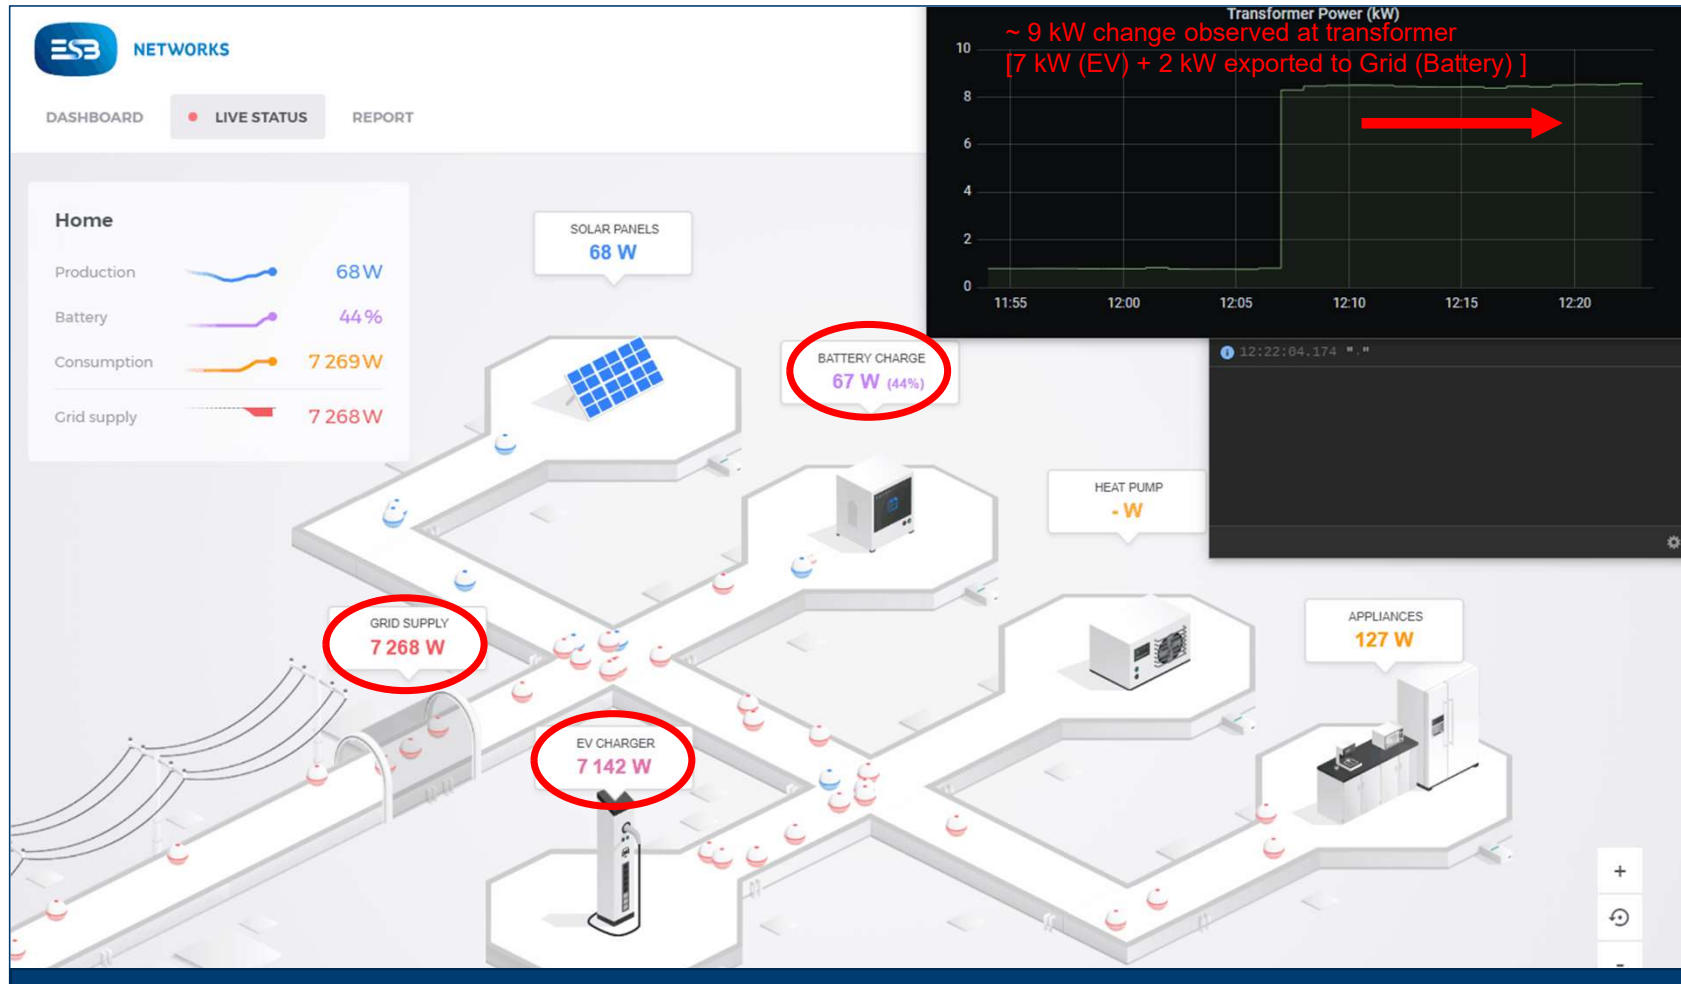 ESB NETWORKS
DASHBOARD LIVE STATUS REPORT
Home
Production 68 W
Battery 44 %
Consumption 7 269 W
Grid supply 7 268 W
SOLAR PANELS
68 W
BATTERY CHARGE
67 W (44%)
HEAT PUMP
- W
GRID SUPPLY
7 268 W
EV CHARGER
7 142 W
APPLIANCES
127 W
Transformer Power (kW)
~ 9 kW change observed at transformer
[7 kW (EV) + 2 kW exported to Grid (Battery) ]
10
8
6
4
2
0
11:55 12:00 12:05 12:10 12:15 12:20
12:22:04.174 "."
+
-